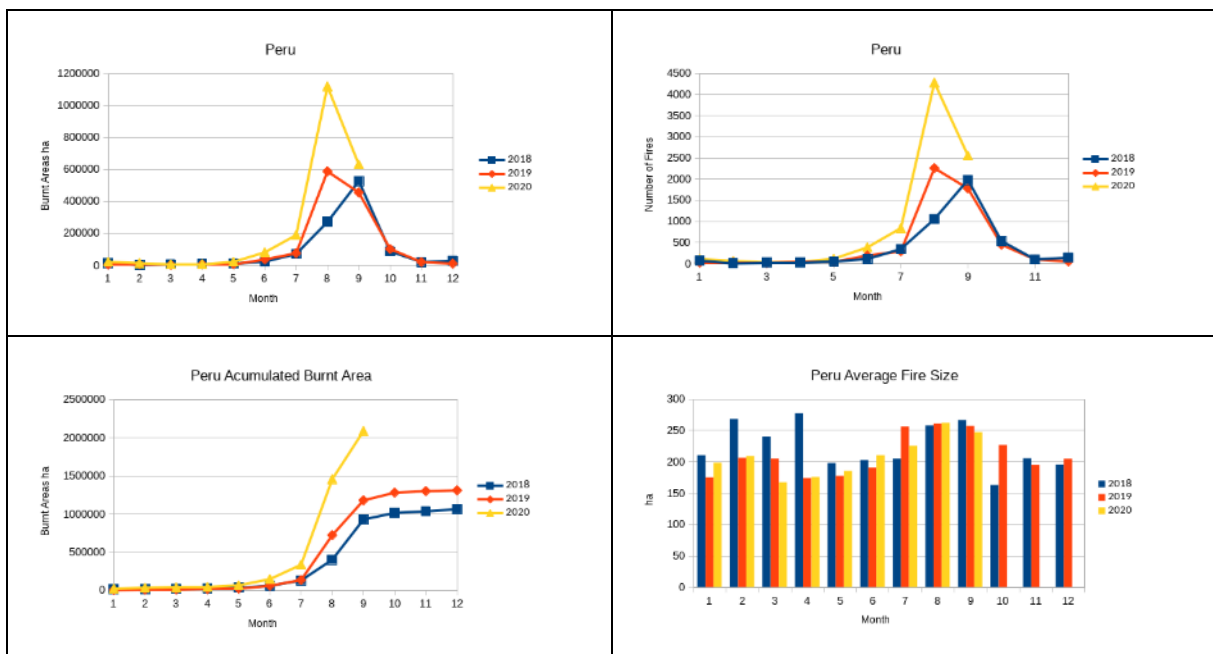 Peru
1200000
1000000
800000
600000
400000
200000
0
Burnt Areas ha
1 2 3 4 5 6 7 8 9 10 11 12
Month
2018
2019
2020
Peru
4500
4000
3500
3000
2500
2000
1500
1000
500
0
Number of Fires
1 3 5 7 9 11
Month
2018
2019
2020
Peru Acumulated Burnt Area
2500000
2000000
1500000
1000000
500000
0
Burnt Areas ha
1 2 3 4 5 6 7 8 9 10 11 12
Month
2018
2019
2020
Peru Average Fire Size
300
250
200
150
100
50
0
ha
1 2 3 4 5 6 7 8 9 10 11 12
Month
2018
2019
2020